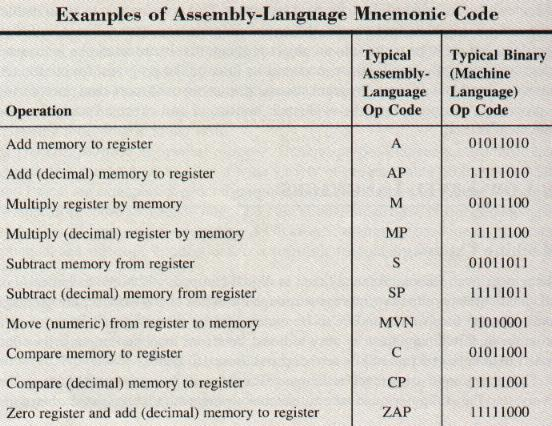 Examples of Assembly-Language Mnemonic Code
Operation
Typical Assembly-Language Op Code
Typical Binary (Machine Language) Op Code
Add memory to register A 01011010
Add (decimal) memory to register AP 11111010
Multiply register by memory M 01011100
Multiply (decimal) register by memory MP 11111100
Subtract memory from register S 01011011
Subtract (decimal) memory from register SP 11111011
Move (numeric) from register to memory MVN 11010001
Compare memory to register C 01011001
Compare (decimal) memory to register CP 11111001
Zero register and add (decimal) memory to register ZAP 11111000